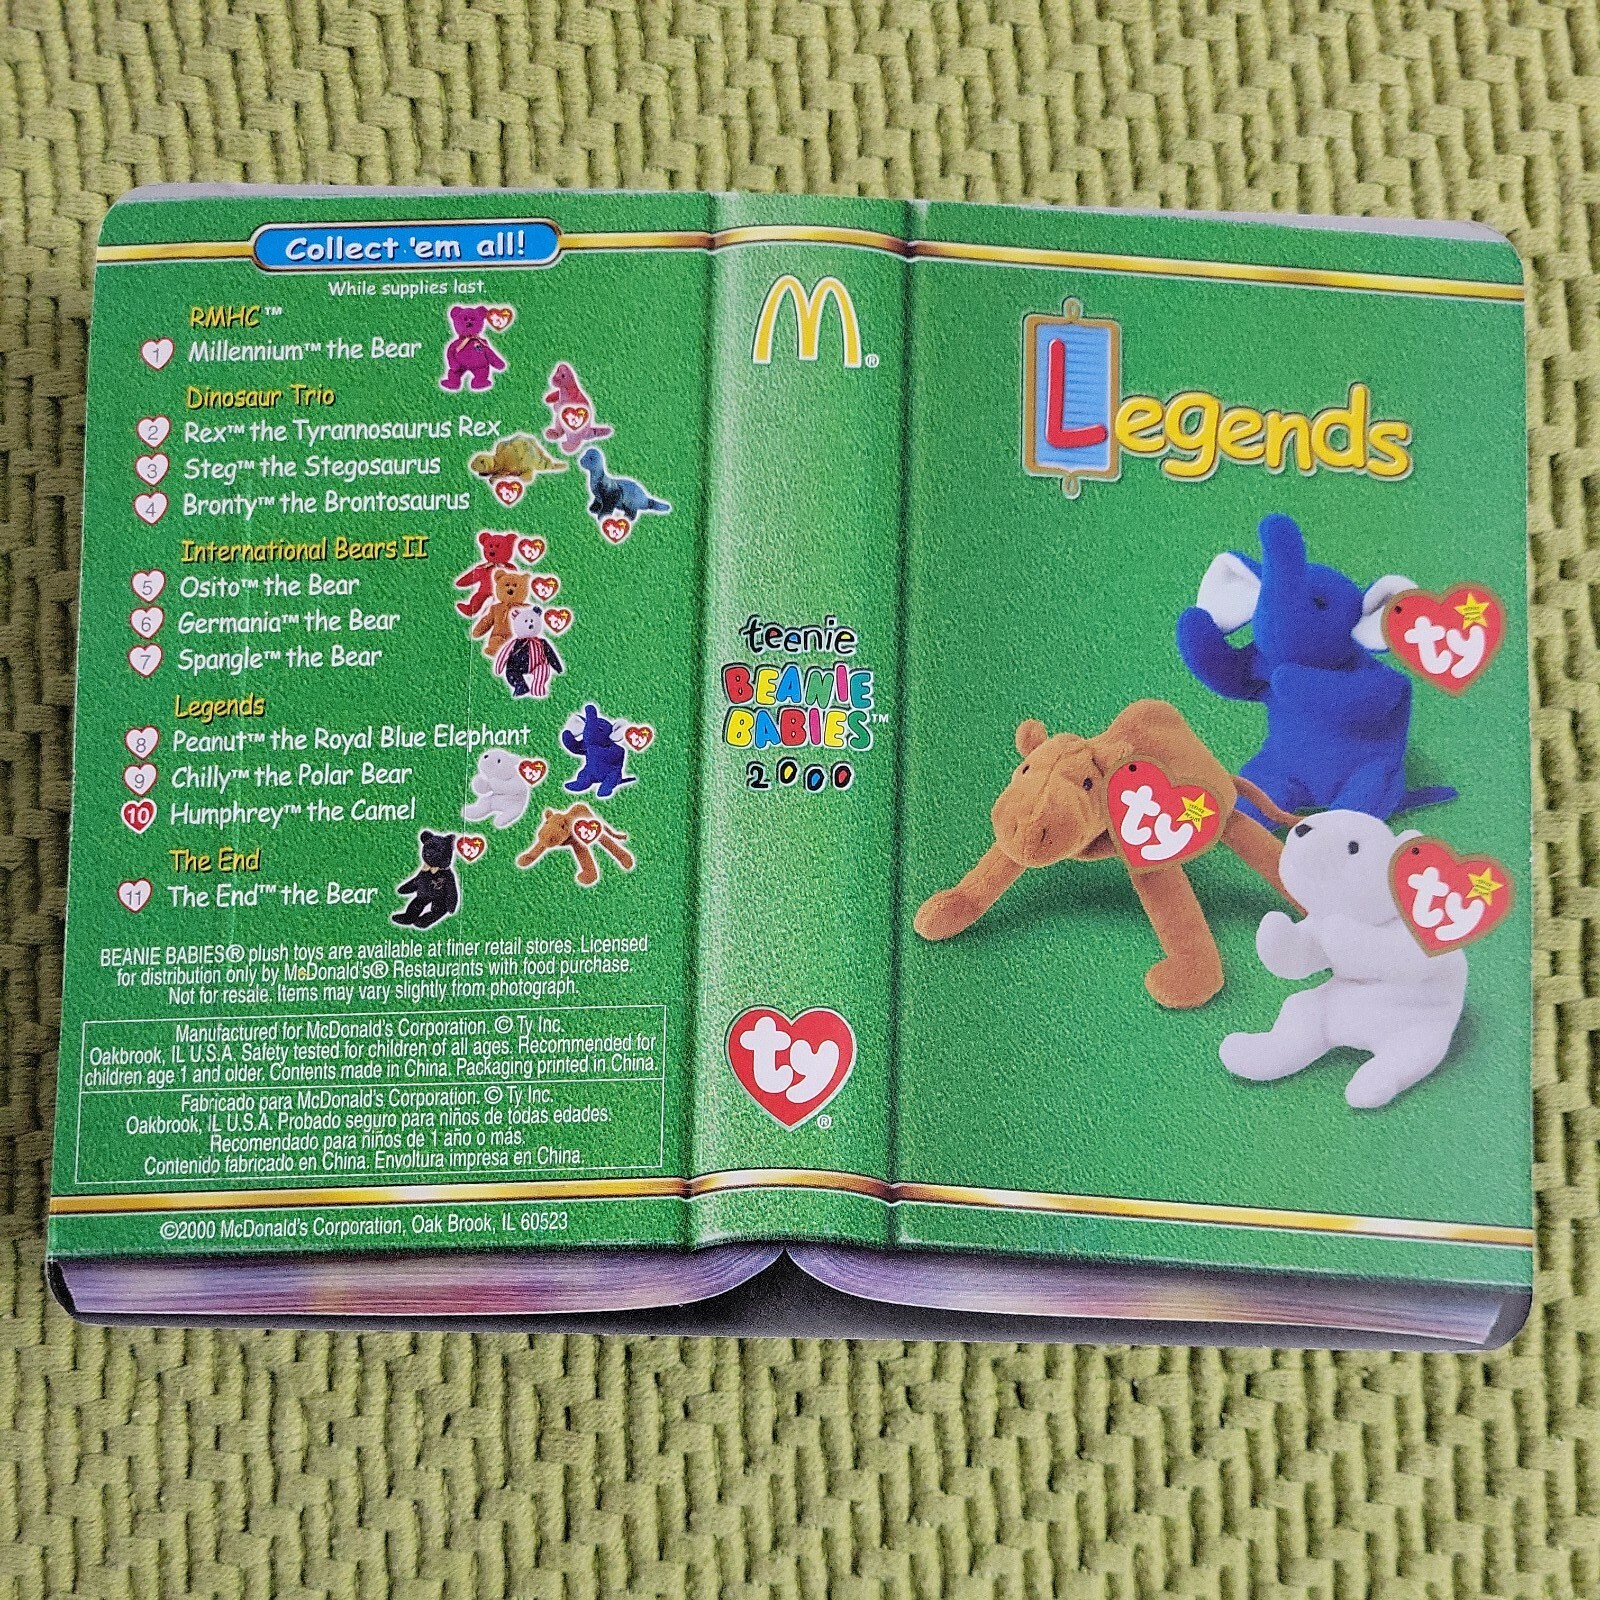 Collect 'em all!
While supplies last.
RMHC™
1 Millennium™ the Bear
Dinosaur Trio
2 Rex™ the Tyrannosaurus Rex
3 Steg™ the Stegosaurus
4 Bronty™ the Brontosaurus
International Bears II
5 Osito™ the Bear
6 Germania™ the Bear
7 Spangle™ the Bear
Legends
8 Peanut™ the Royal Blue Elephant
9 Chilly™ the Polar Bear
10 Humphrey™ the Camel
The End
11 The End™ the Bear
BEANIE BABIES® plush toys are available at finer retail stores. Licensed
for distribution only by McDonald's® Restaurants with food purchase.
Not for resale. Items may vary slightly from photograph.
Manufactured for McDonald's Corporation. © Ty Inc.
Oakbrook, IL U.S.A. Safety tested for children of all ages. Recommended for
children age 1 and older. Contents made in China. Packaging printed in China.
Fabricado para McDonald's Corporation. © Ty Inc.
Oakbrook, IL U.S.A. Probado seguro para niños de todas edades.
Recomendado para niños de 1 año o más.
Contenido fabricado en China. Envoltura impresa en China.
©2000 McDonald's Corporation, Oak Brook, IL 60523
M®
teenie
BEANIE
BABIES™
2000
ty®
Legends
ty
ty
ty